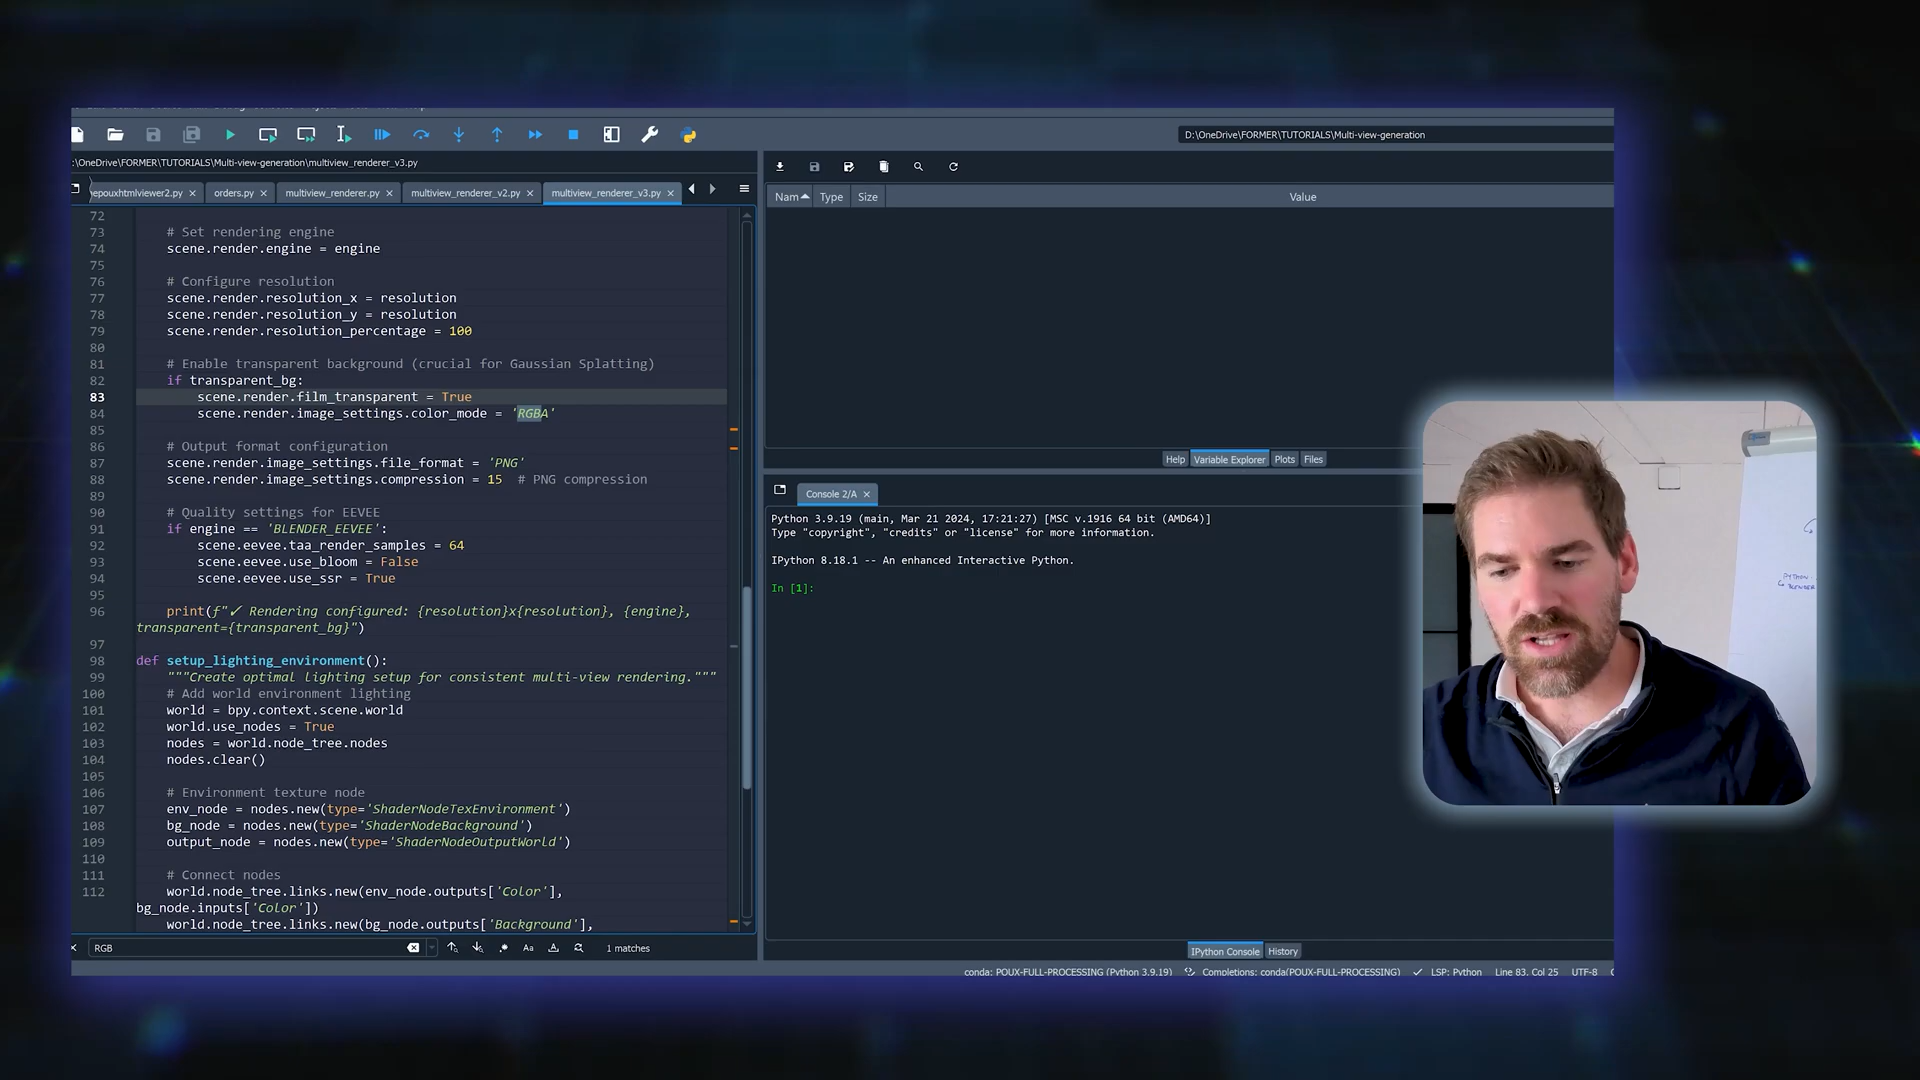 D:\OneDrive\FORMER\TUTORIALS\Multi-view-generation
:\OneDrive\FORMER\TUTORIALS\Multi-view-generation\multiview_renderer_v3.py
epouxhtmlviewer2.py
orders.py
multiview_renderer.py
multiview_renderer_v2.py
multiview_renderer_v3.py
72
73 # Set rendering engine
74 scene.render.engine = engine
75
76 # Configure resolution
77 scene.render.resolution_x = resolution
78 scene.render.resolution_y = resolution
79 scene.render.resolution_percentage = 100
80
81 # Enable transparent background (crucial for Gaussian Splatting)
82 if transparent_bg:
83 scene.render.film_transparent = True
84 scene.render.image_settings.color_mode = 'RGBA'
85
86 # Output format configuration
87 scene.render.image_settings.file_format = 'PNG'
88 scene.render.image_settings.compression = 15 # PNG compression
89
90 # Quality settings for EEVEE
91 if engine == 'BLENDER_EEVEE':
92 scene.eevee.taa_render_samples = 64
93 scene.eevee.use_bloom = False
94 scene.eevee.use_ssr = True
95
96 print(f"✓ Rendering configured: {resolution}x{resolution}, {engine},
transparent={transparent_bg}")
97
98 def setup_lighting_environment():
99 """Create optimal lighting setup for consistent multi-view rendering."""
100 # Add world environment lighting
101 world = bpy.context.scene.world
102 world.use_nodes = True
103 nodes = world.node_tree.nodes
104 nodes.clear()
105
106 # Environment texture node
107 env_node = nodes.new(type='ShaderNodeTexEnvironment')
108 bg_node = nodes.new(type='ShaderNodeBackground')
109 output_node = nodes.new(type='ShaderNodeOutputWorld')
110
111 # Connect nodes
112 world.node_tree.links.new(env_node.outputs['Color'],
bg_node.inputs['Color'])
world.node_tree.links.new(bg_node.outputs['Background'],
RGB
Aa
1 matches
Nam Type Size Value
Help Variable Explorer Plots Files
Console 2/A
Python 3.9.19 (main, Mar 21 2024, 17:21:27) [MSC v.1916 64 bit (AMD64)]
Type "copyright", "credits" or "license" for more information.
IPython 8.18.1 -- An enhanced Interactive Python.
In [1]:
IPython Console History
conda: POUX-FULL-PROCESSING (Python 3.9.19) Completions: conda(POUX-FULL-PROCESSING) LSP: Python Line 83, Col 25 UTF-8
PYTHON
BLENDER